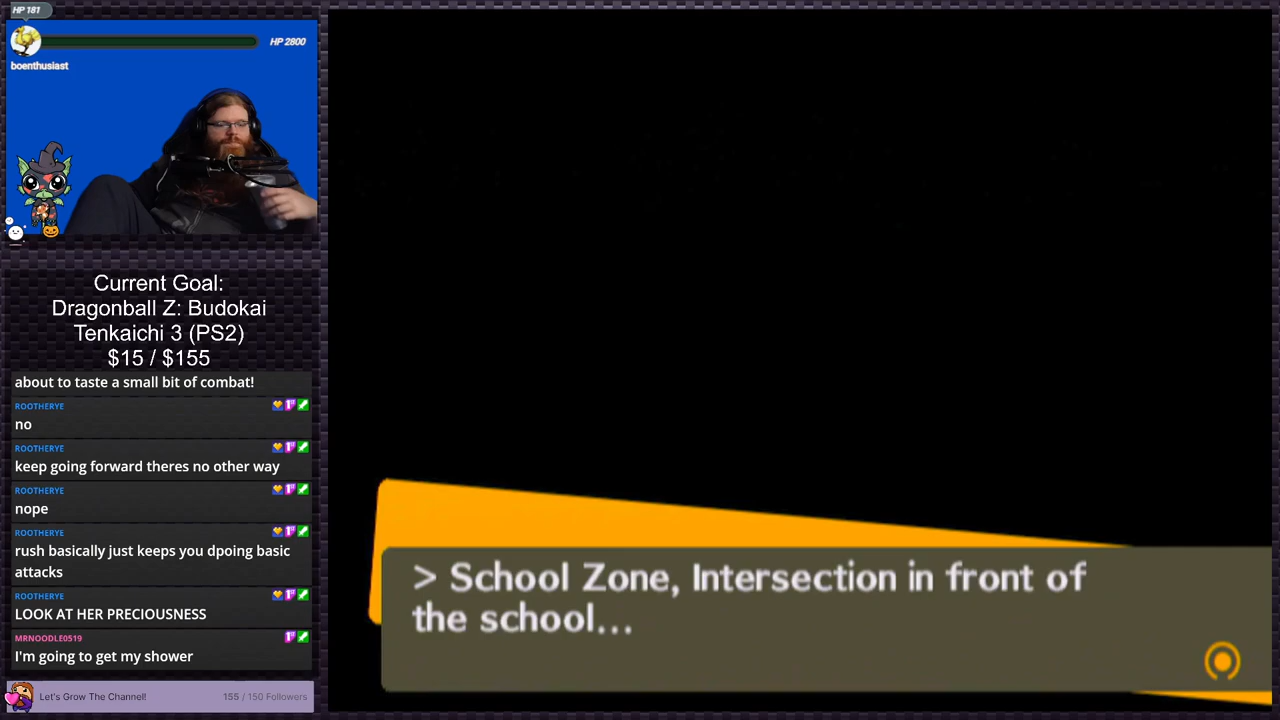 HP 181
HP 2800
boenthusiast
Current Goal:
Dragonball Z: Budokai
Tenkaichi 3 (PS2)
$15 / $155
about to taste a small bit of combat!
ROOTHERYE
no
ROOTHERYE
keep going forward theres no other way
ROOTHERYE
nope
ROOTHERYE
rush basically just keeps you dpoing basic
attacks
ROOTHERYE
LOOK AT HER PRECIOUSNESS
MRNOODLE0519
I'm going to get my shower
Let's Grow The Channel! 155 / 150 Followers
> School Zone, Intersection in front of
the school...